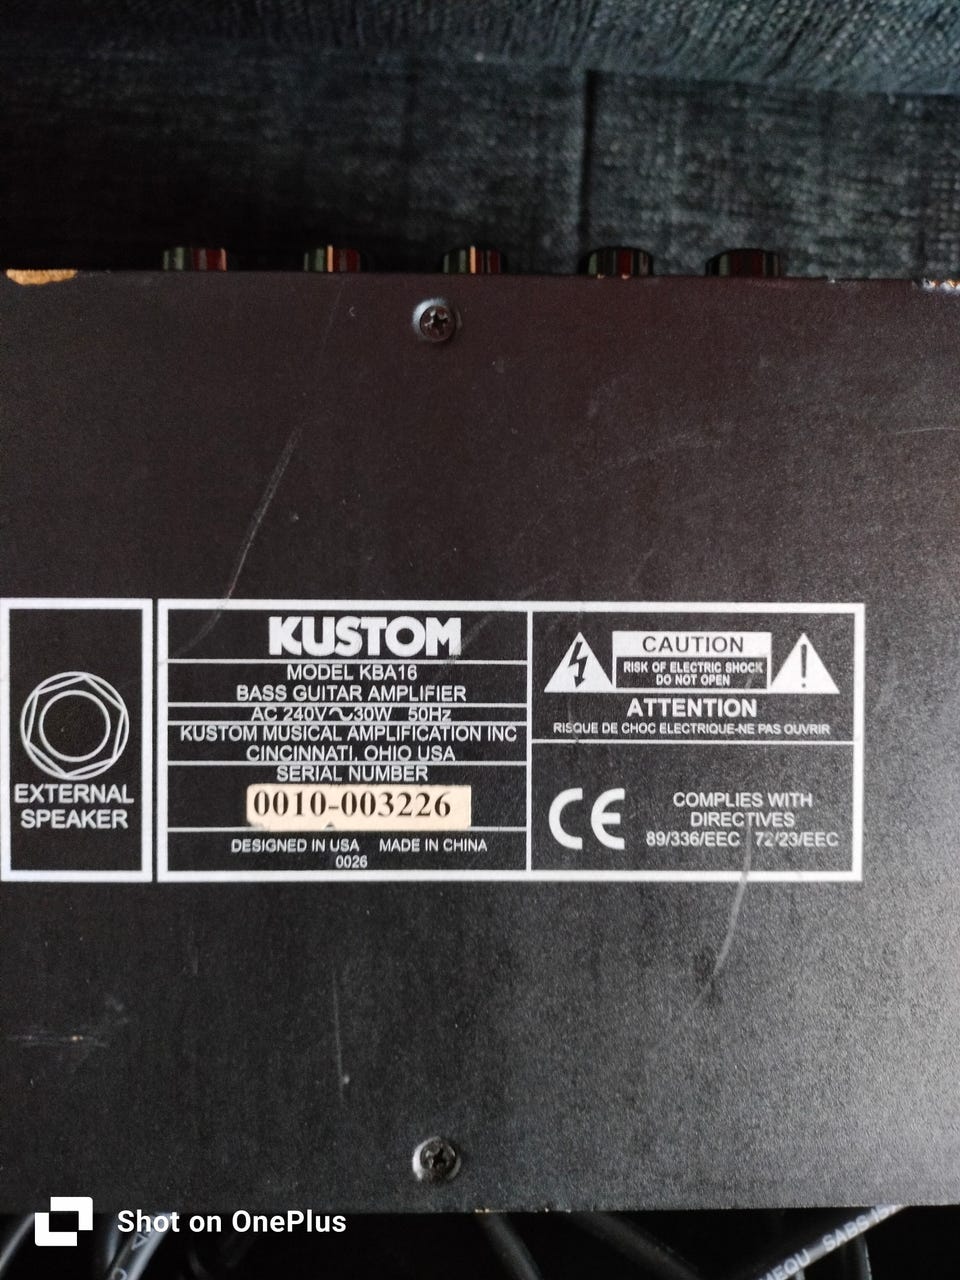 EXTERNAL
SPEAKER
KUSTOM
MODEL KBA16
BASS GUITAR AMPLIFIER
AC 240V～30W 50Hz
KUSTOM MUSICAL AMPLIFICATION INC
CINCINNATI, OHIO USA
SERIAL NUMBER
0010-003226
DESIGNED IN USA MADE IN CHINA
0026
CAUTION
RISK OF ELECTRIC SHOCK
DO NOT OPEN
ATTENTION
RISQUE DE CHOC ELECTRIQUE-NE PAS OUVRIR
CE
COMPLIES WITH
DIRECTIVES
89/336/EEC 72/23/EEC
Shot on OnePlus